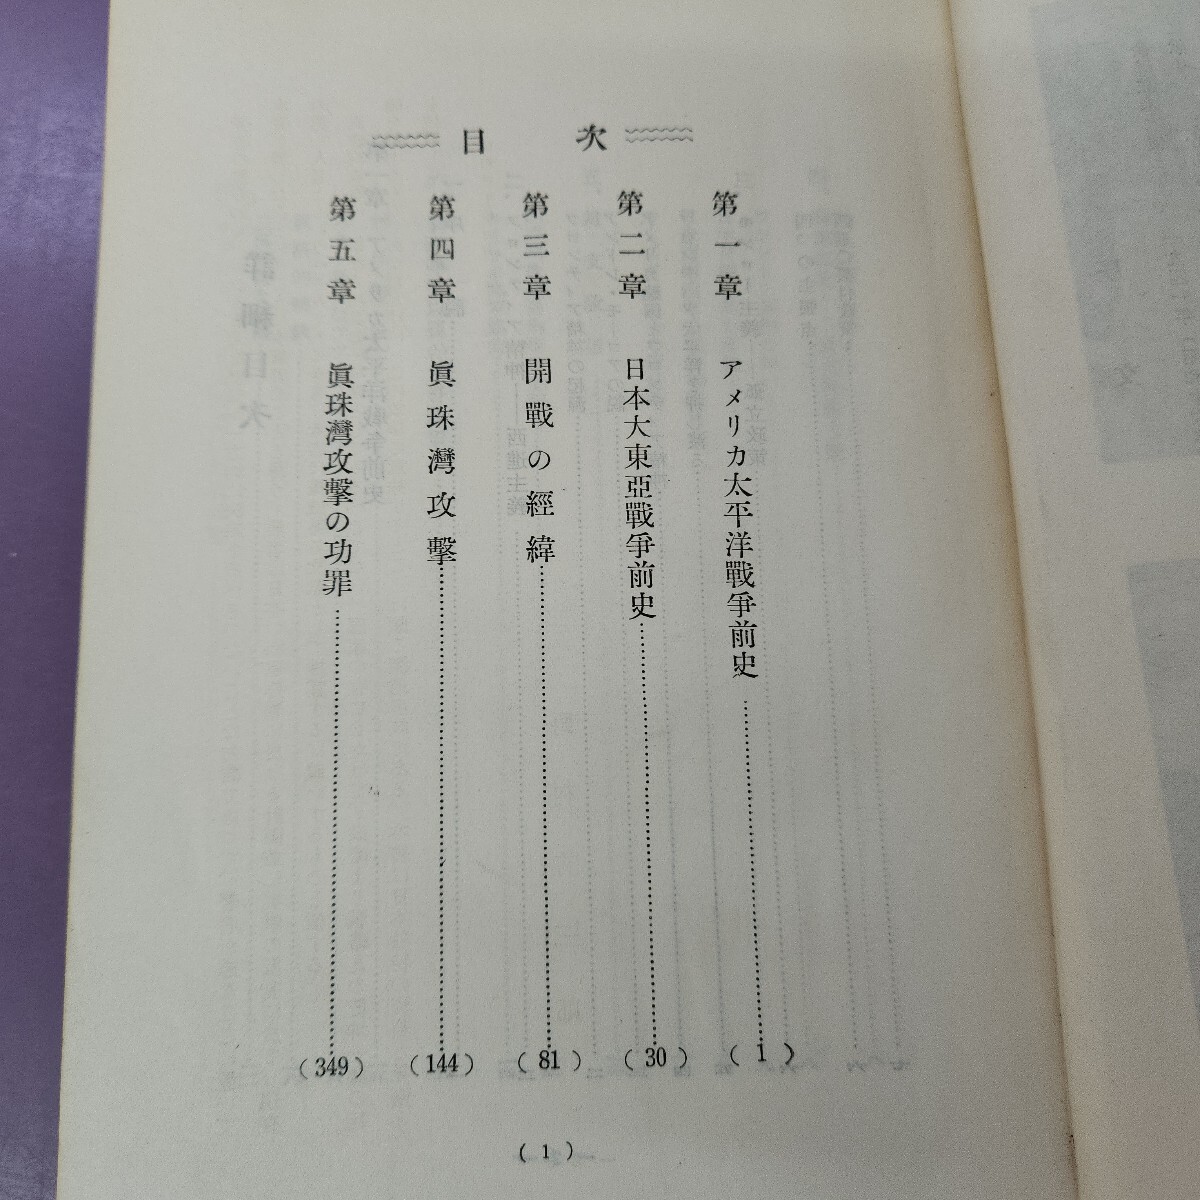 目次
第一章 アメリカ太平洋戰爭前史……(1)
第二章 日本大東亞戰爭前史……(30)
第三章 開戰の經緯……(81)
第四章 眞珠灣攻擊……(144)
第五章 眞珠灣攻擊の功罪……(349)
(1)